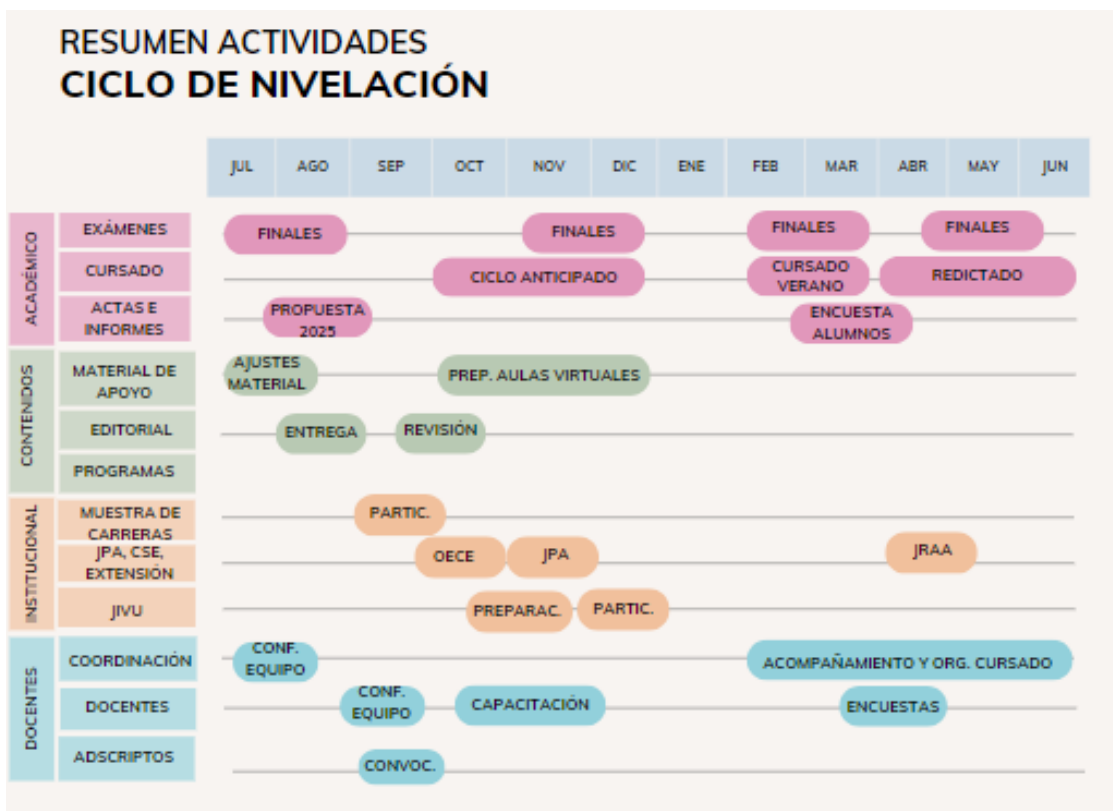 RESUMEN ACTIVIDADES
CICLO DE NIVELACIÓN
JUL AGO SEP OCT NOV DIC ENE FEB MAR ABR MAY JUN
ACADÉMICO
EXÁMENES
FINALES FINALES FINALES FINALES
CURSADO
CICLO ANTICIPADO
CURSADO
VERANO
REDICTADO
ACTAS E
INFORMES
PROPUESTA
2025
ENCUESTA
ALUMNOS
CONTENIDOS
MATERIAL DE
APOYO
AJUSTES
MATERIAL
PREP. AULAS VIRTUALES
EDITORIAL
ENTREGA REVISIÓN
PROGRAMAS
INSTITUCIONAL
MUESTRA DE
CARRERAS
PARTIC.
JPA, CSE,
EXTENSIÓN
OECE JPA JRAA
JIVU
PREPARAC. PARTIC.
DOCENTES
COORDINACIÓN
CONF.
EQUIPO
ACOMPAÑAMIENTO Y ORG. CURSADO
DOCENTES
CONF.
EQUIPO
CAPACITACIÓN ENCUESTAS
ADSCRIPTOS
CONVOC.